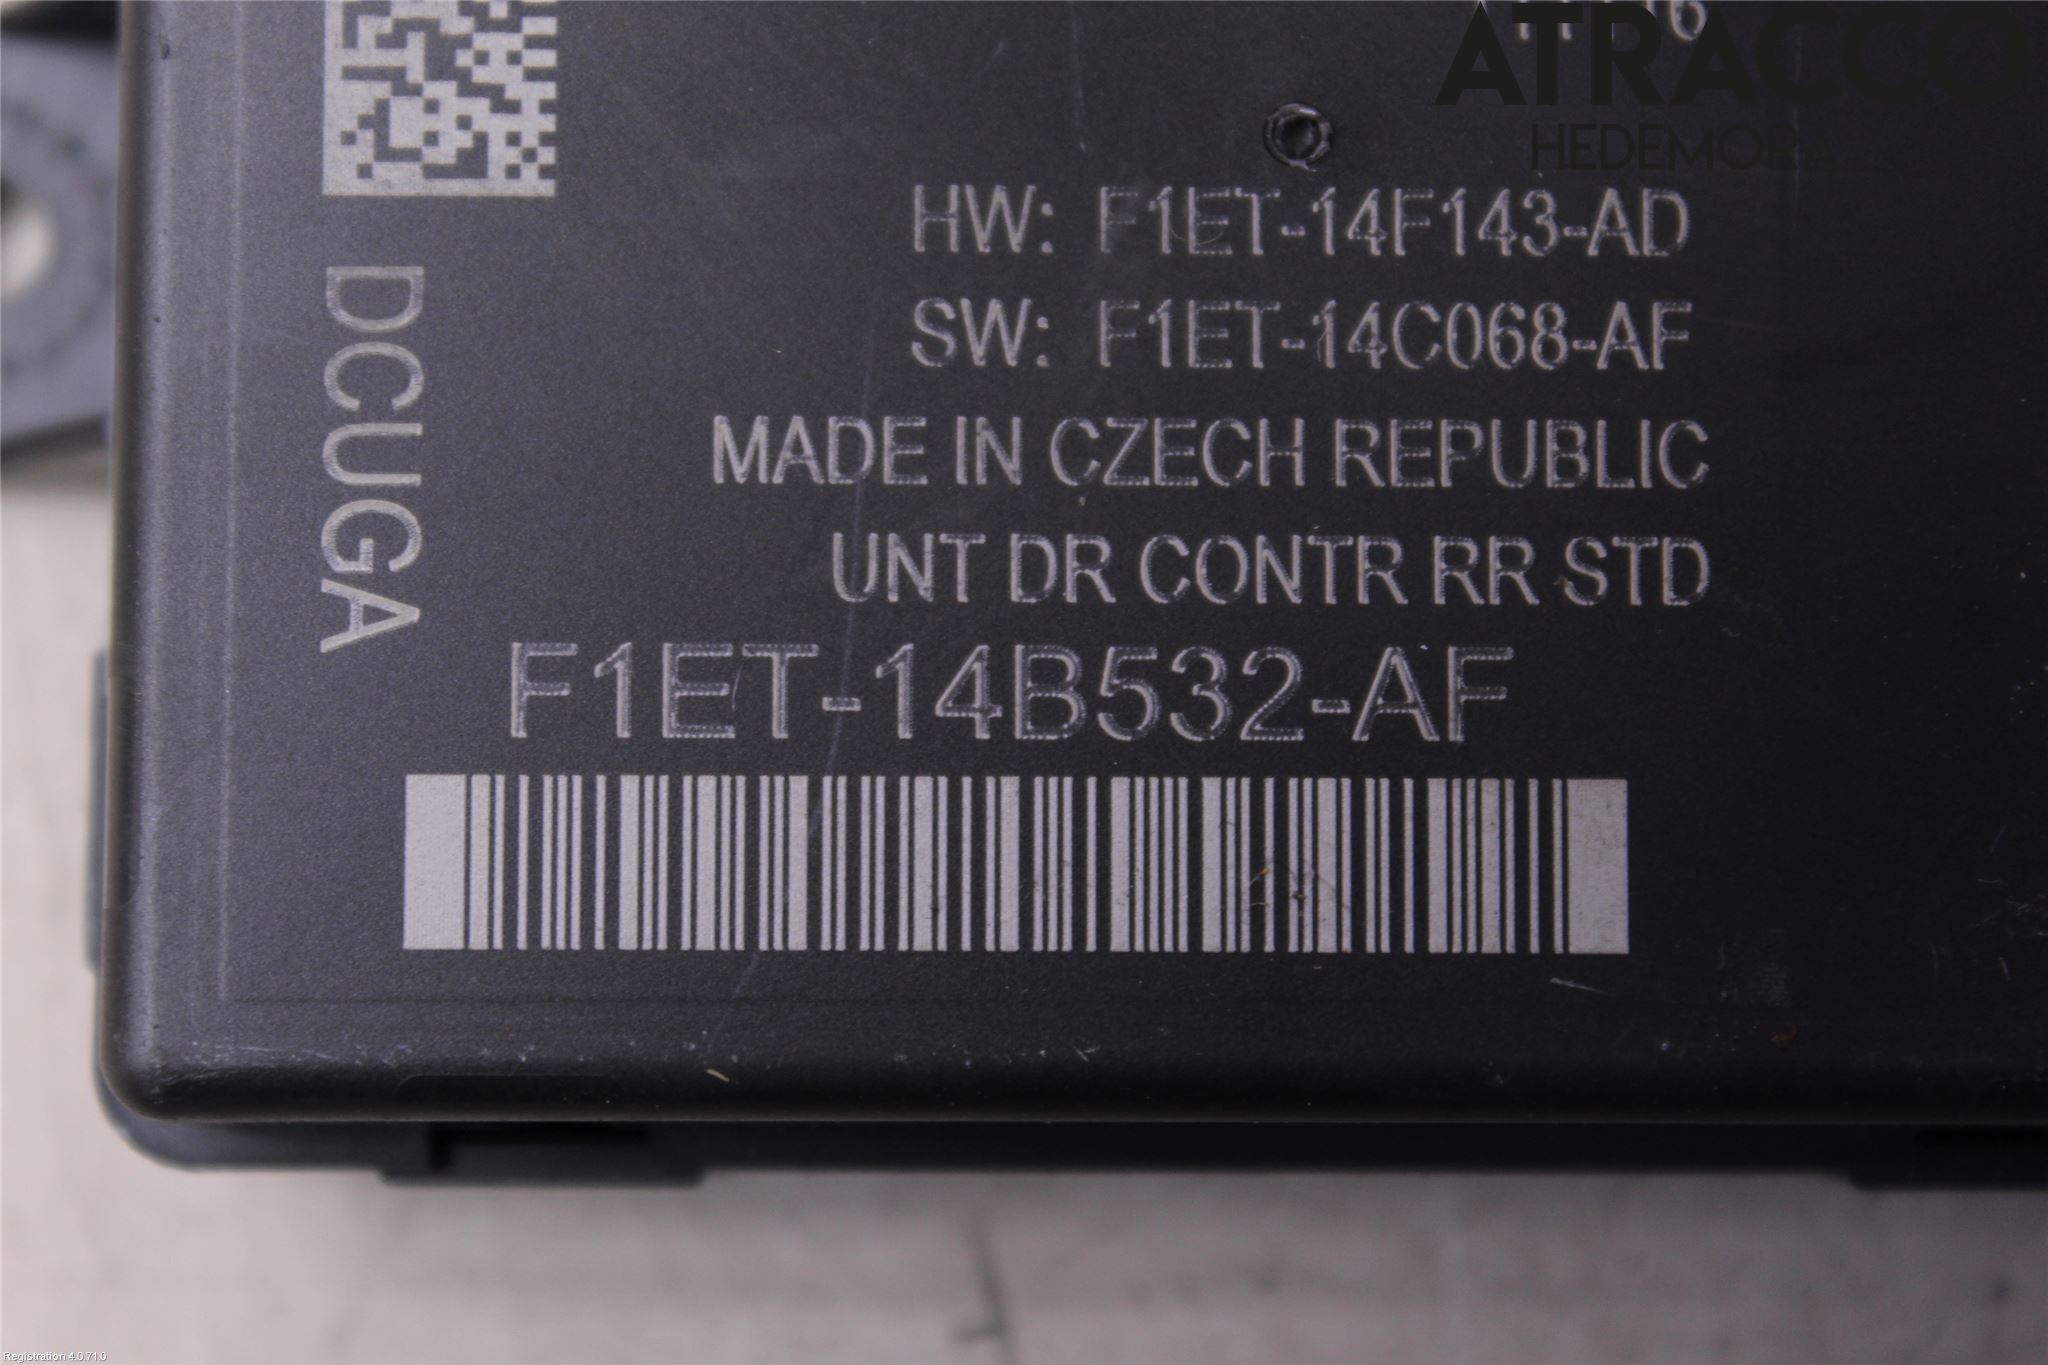 ATRACCO
HEDEMORA
HW: F1ET-14F143-AD
SW: F1ET-14C068-AF
MADE IN CZECH REPUBLIC
UNT DR CONTR RR STD
DCUGA
F1ET-14B532-AF
Registration 4.0.71.0